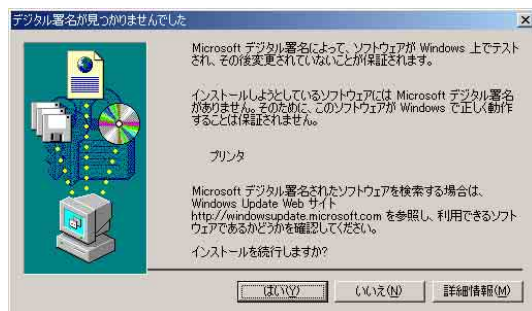 デジタル署名が見つかりませんでした
Microsoft デジタル署名によって、ソフトウェアが Windows 上でテスト
され、その後変更されていないことが保証されます。
インストールしようとしているソフトウェアには Microsoft デジタル署名
がありません。そのために、このソフトウェアが Windows で正しく動作
することは保証されません。
プリンタ
Microsoft デジタル署名されたソフトウェアを検索する場合は、
Windows Update Web サイト
http://windowsupdate.microsoft.com を参照し、利用できるソフト
ウェアであるかどうかを確認してください。
インストールを続行しますか?
はい(Y) いいえ(N) 詳細情報(M)